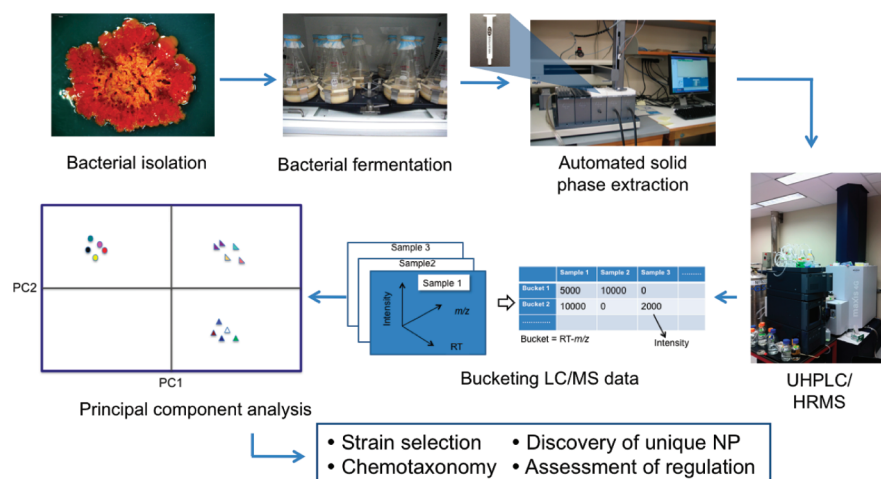 Bacterial isolation
Bacterial fermentation
Automated solid
phase extraction
UHPLC/
HRMS
Sample 3
Sample2
Sample 1
Intensity
m/z
RT
Sample 1 Sample 2 Sample 3 .........
Bucket 1 5000 10000 0
Bucket 2 10000 0 2000
.............
Bucket = RT-m/z
Intensity
Bucketing LC/MS data
PC2
PC1
Principal component analysis
• Strain selection • Discovery of unique NP
• Chemotaxonomy • Assessment of regulation